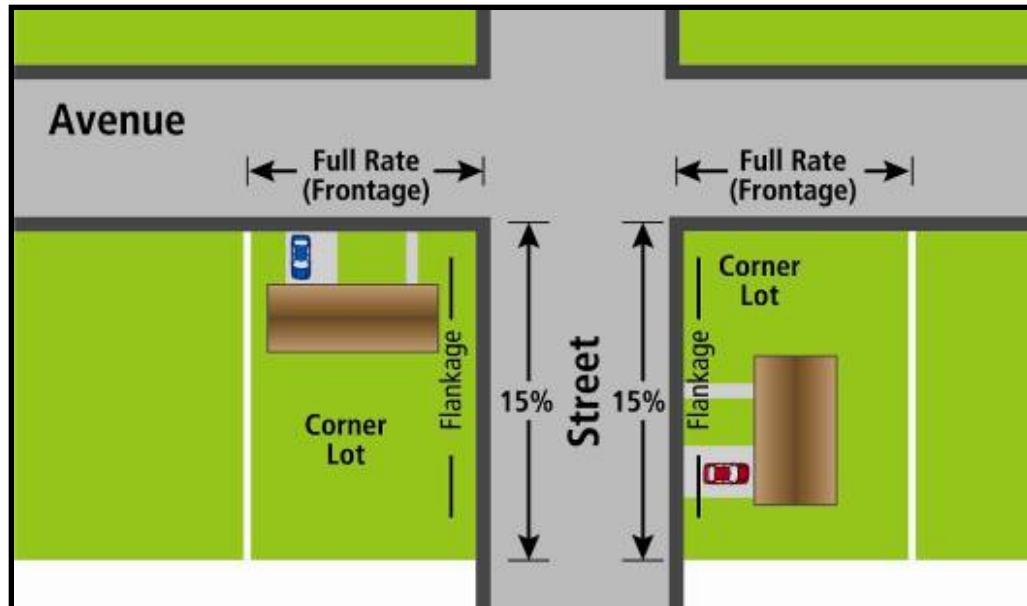 Avenue
Full Rate
(Frontage)
Full Rate
(Frontage)
Corner
Lot
Flankage
15%
Street
15%
Flankage
Corner
Lot